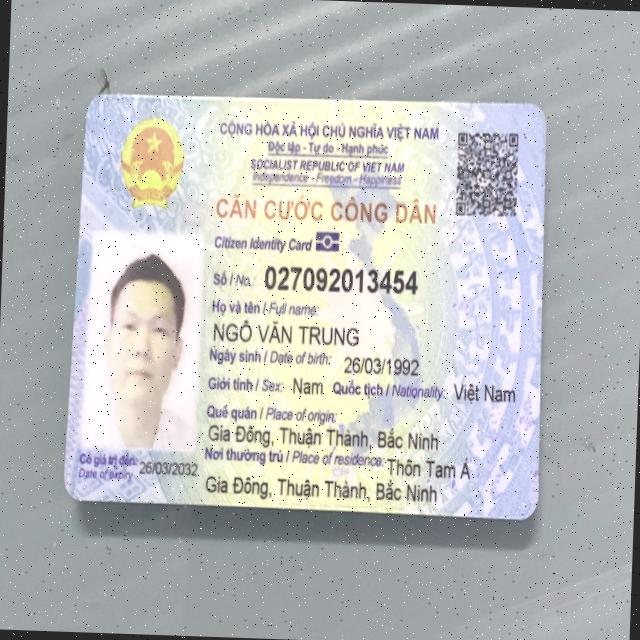 CỘNG HÒA XÃ HỘI CHỦ NGHĨA VIỆT NAM
Độc lập - Tự do - Hạnh phúc
SOCIALIST REPUBLIC OF VIET NAM
Independence - Freedom - Happiness
CĂN CƯỚC CÔNG DÂN
Citizen Identity Card
Số / No.: 027092013454
Họ và tên / Full name:
NGÔ VĂN TRUNG
Ngày sinh / Date of birth: 26/03/1992
Giới tính / Sex: Nam Quốc tịch / Nationality: Việt Nam
Quê quán / Place of origin:
Gia Đông, Thuận Thành, Bắc Ninh
Nơi thường trú / Place of residence: Thôn Tam Á
Gia Đông, Thuận Thành, Bắc Ninh
Có giá trị đến: 26/03/2032
Date of expiry